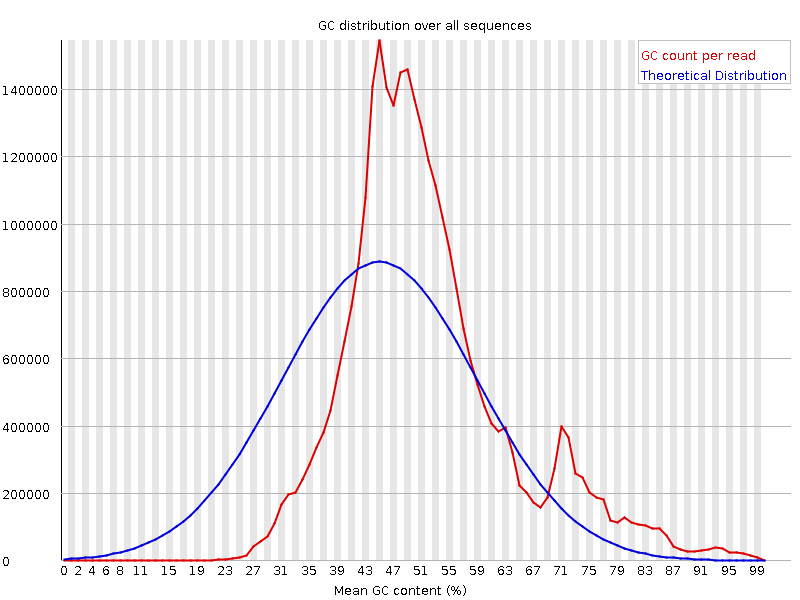 GC distribution over all sequences
GC count per read
Theoretical Distribution
1400000
1200000
1000000
800000
600000
400000
200000
0
0 2 4 6 8 11 15 19 23 27 31 35 39 43 47 51 55 59 63 67 71 75 79 83 87 91 95 99
Mean GC content (%)